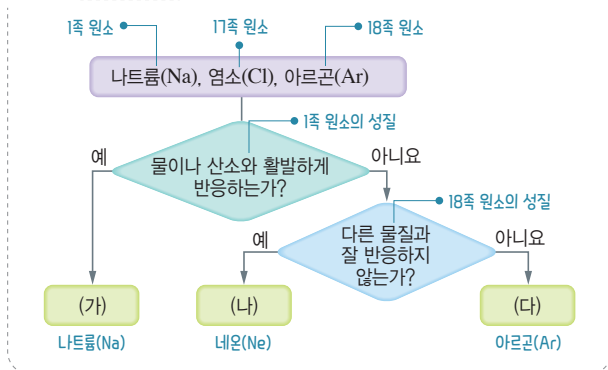 1족 원소
17족 원소
18족 원소
나트륨(Na), 염소(Cl), 아르곤(Ar)
1족 원소의 성질
예
물이나 산소와 활발하게
반응하는가?
아니요
18족 원소의 성질
예
다른 물질과
잘 반응하지
않는가?
아니요
(가)
(나)
(다)
나트륨(Na)
네온(Ne)
아르곤(Ar)